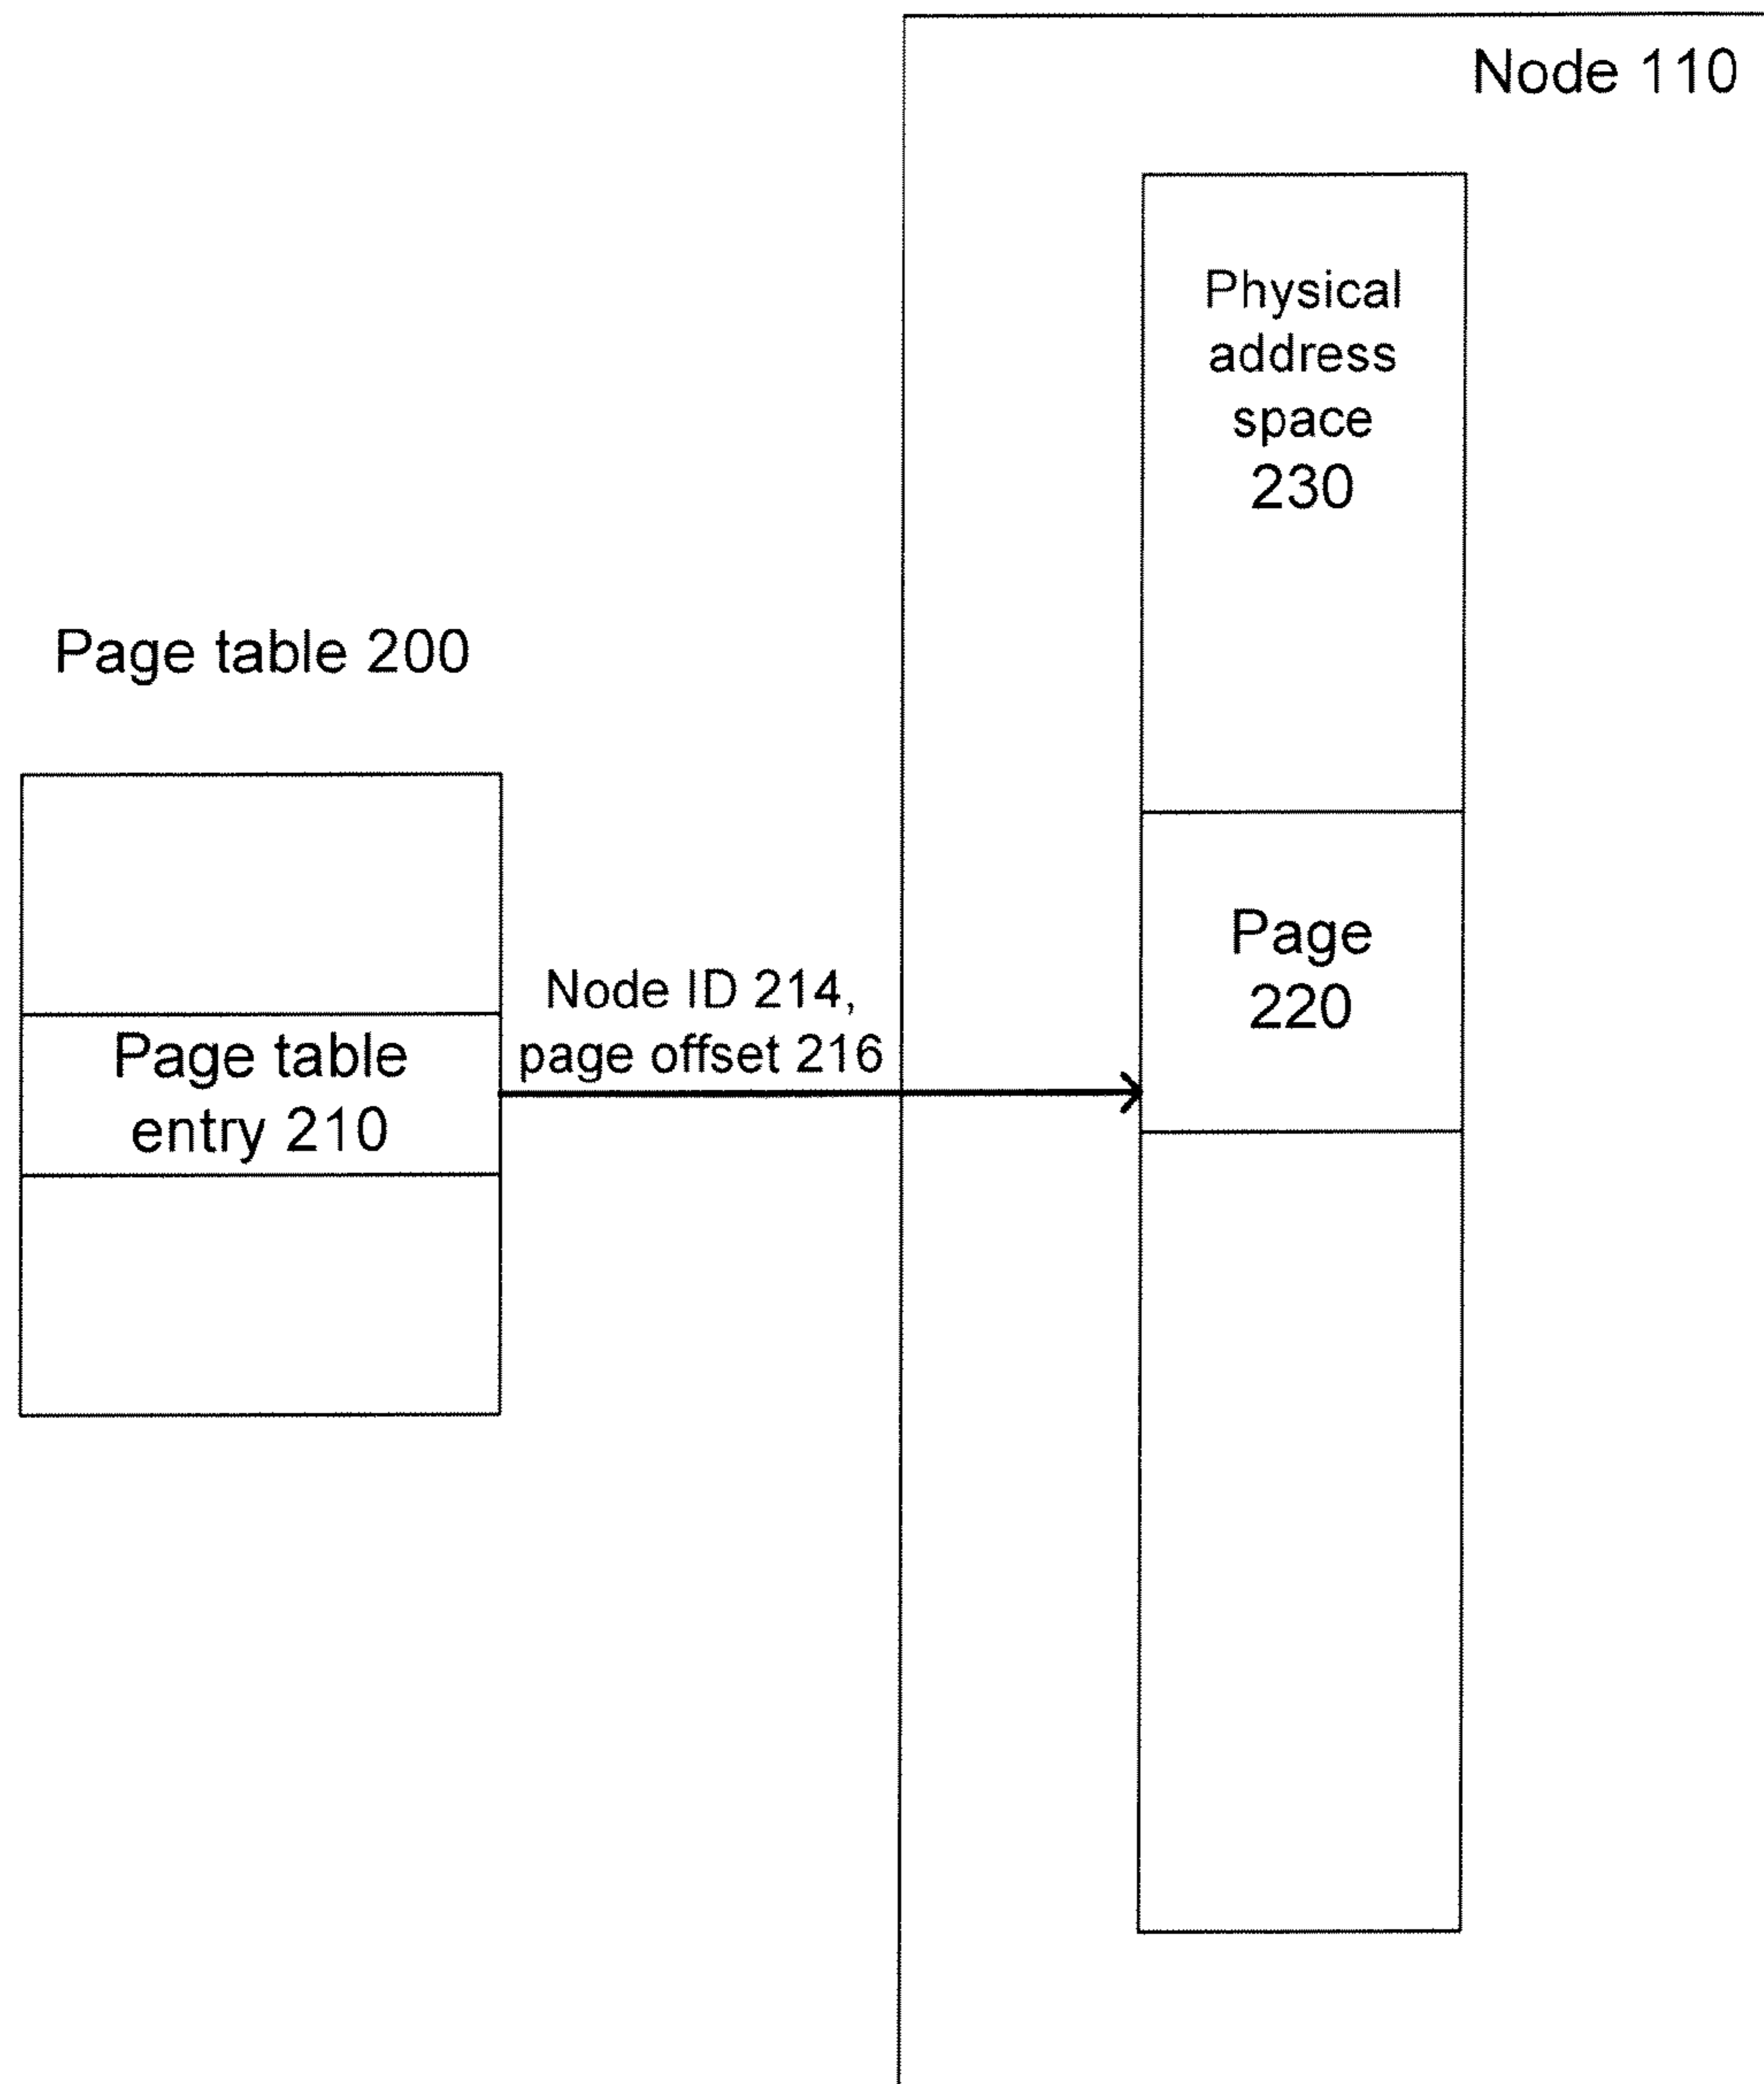 Node 110
Physical
address
space
230
Page table 200
Page
220
Node ID 214,
page offset 216
Page table
entry 210